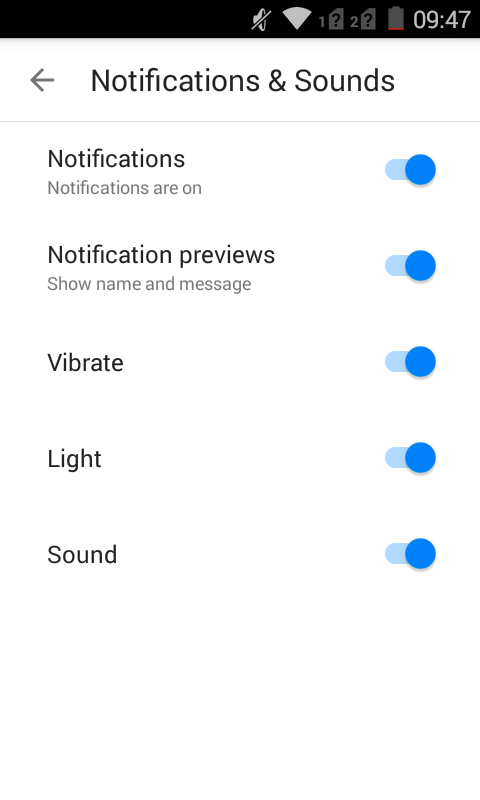 1 ? 2 ? 09:47
Notifications & Sounds
Notifications
Notifications are on
Notification previews
Show name and message
Vibrate
Light
Sound